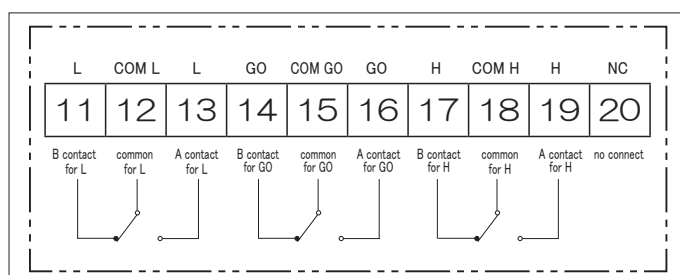 L COM L L GO COM GO GO H COM H H NC
11 12 13 14 15 16 17 18 19 20
B contact for L common for L A contact for L B contact for GO common for GO A contact for GO B contact for H common for H A contact for H no connect